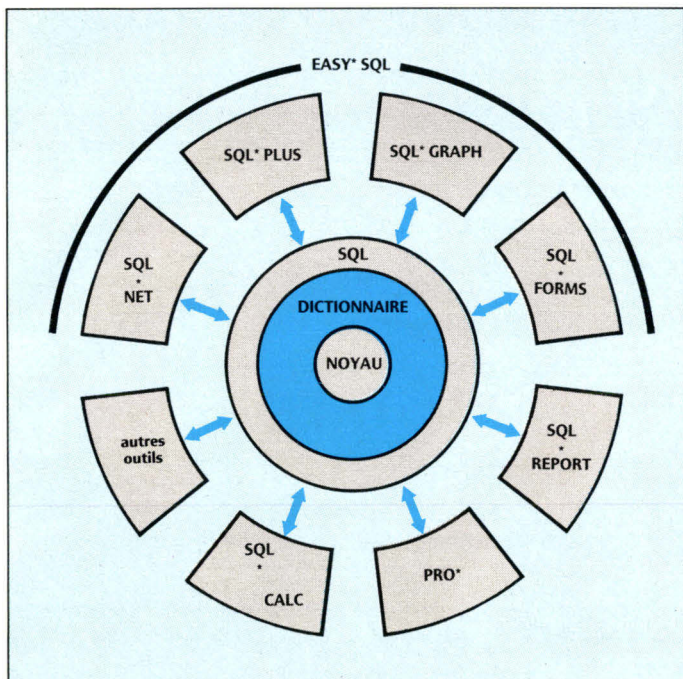 EASY* SQL
SQL* PLUS
SQL* GRAPH
SQL
*
NET
SQL
*
FORMS
SQL
DICTIONNAIRE
NOYAU
autres
outils
SQL
*
REPORT
SQL
*
CALC
PRO*